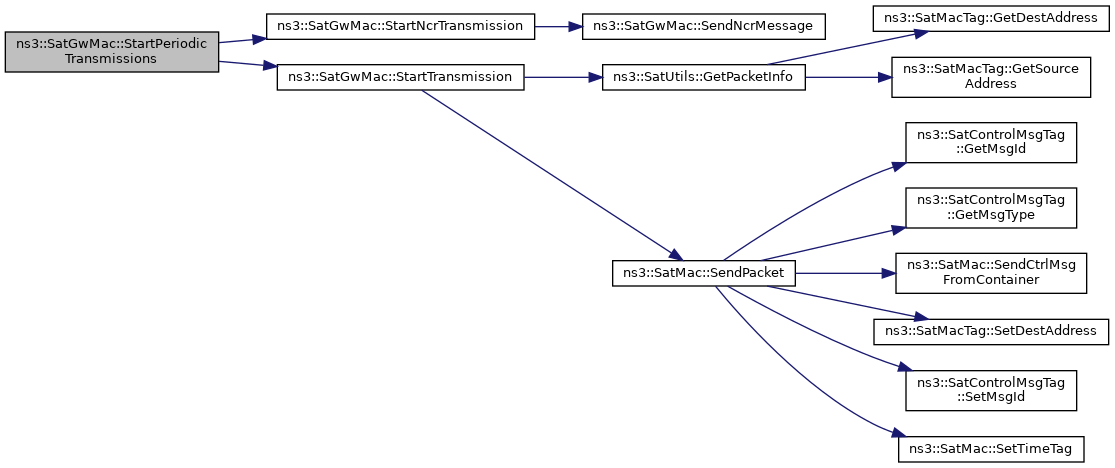 ns3::SatGwMac::StartPeriodic
Transmissions
ns3::SatGwMac::StartNcrTransmission
ns3::SatGwMac::SendNcrMessage
ns3::SatGwMac::StartTransmission
ns3::SatUtils::GetPacketInfo
ns3::SatMacTag::GetDestAddress
ns3::SatMacTag::GetSource
Address
ns3::SatMac::SendPacket
ns3::SatControlMsgTag
::GetMsgId
ns3::SatControlMsgTag
::GetMsgType
ns3::SatMac::SendCtrlMsg
FromContainer
ns3::SatMacTag::SetDestAddress
ns3::SatControlMsgTag
::SetMsgId
ns3::SatMac::SetTimeTag